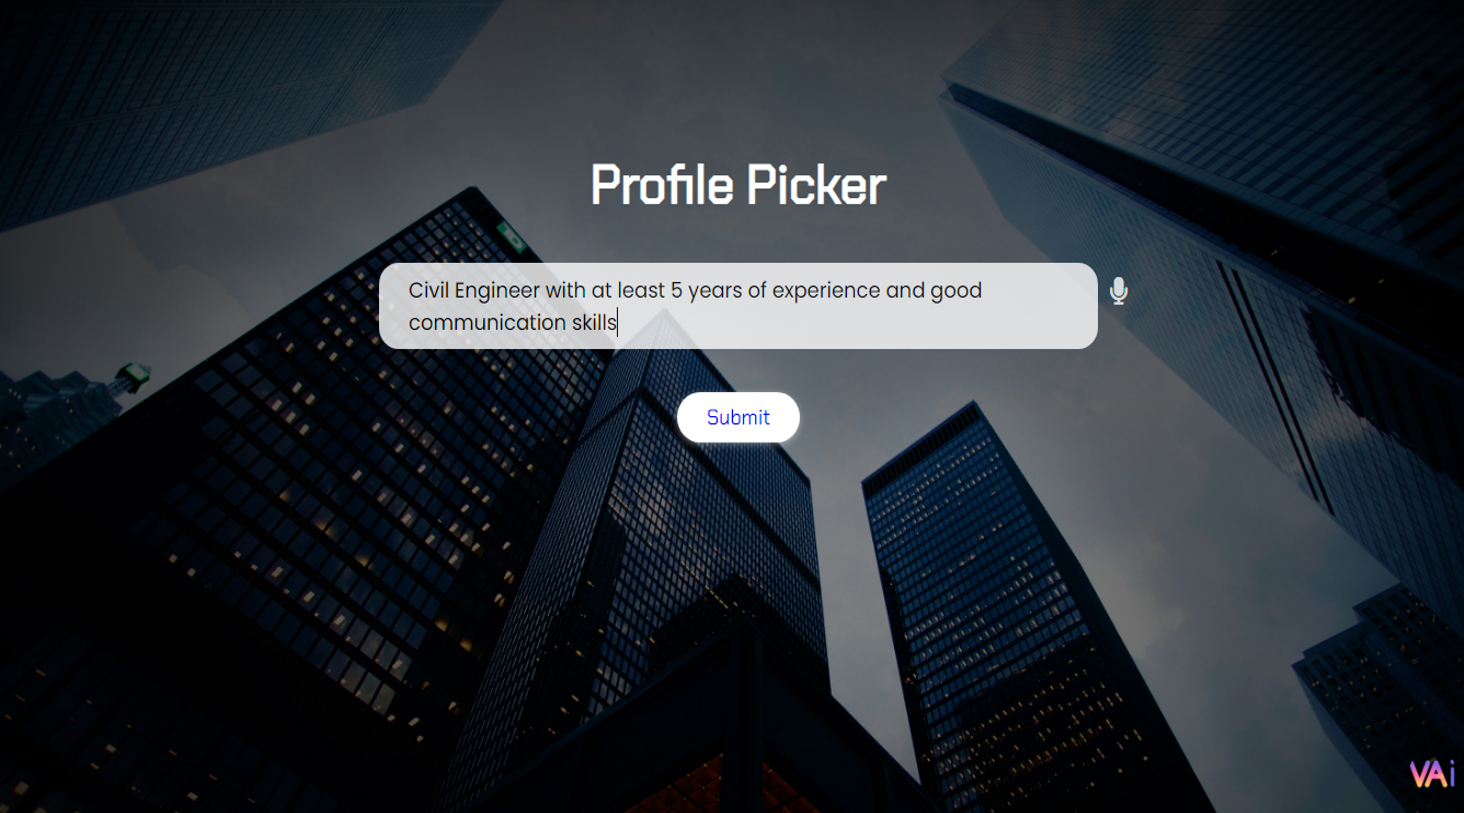 Profile Picker
Civil Engineer with at least 5 years of experience and good
communication skills
Submit
VAi